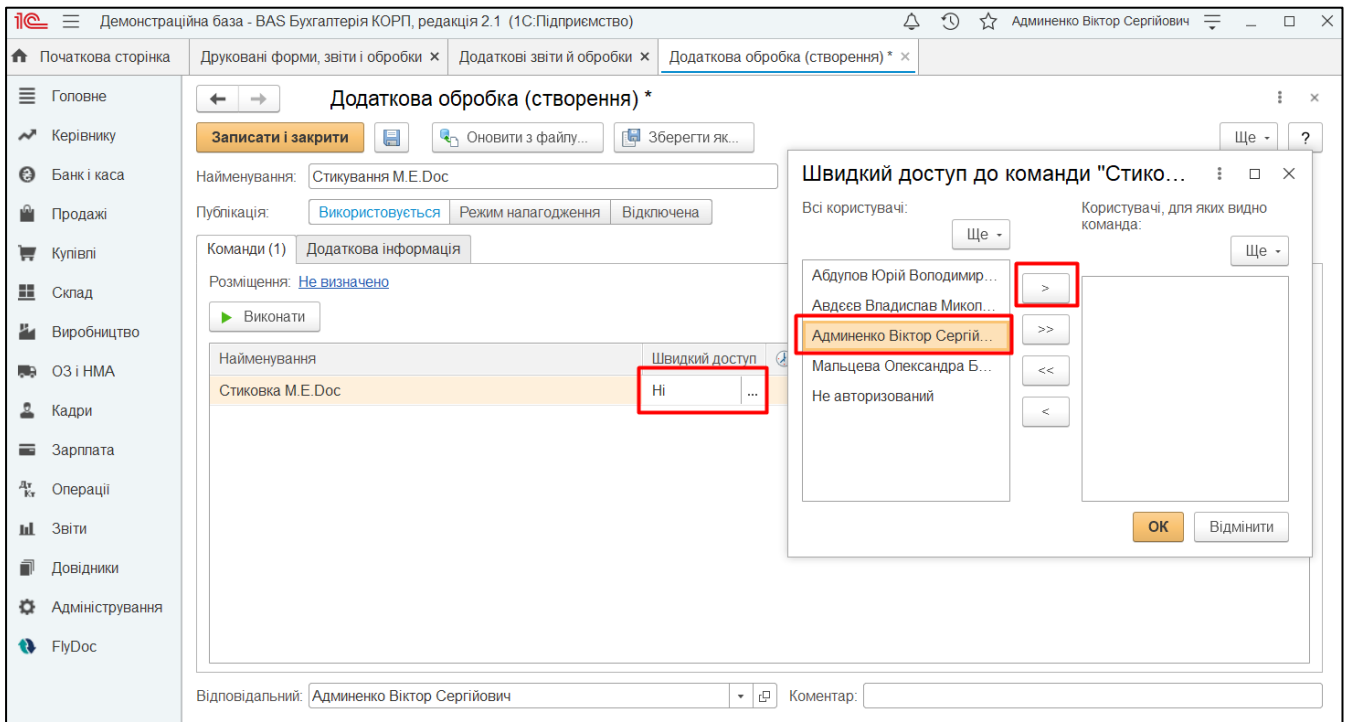 Демонстраційна база - BAS Бухгалтерія КОРП, редакція 2.1 (1С:Підприємство)
Админенко Віктор Сергійович
Початкова сторінка
Друковані форми, звіти і обробки ×
Додаткові звіти й обробки ×
Додаткова обробка (створення) * ×
Головне
Керівнику
Банк і каса
Продажі
Купівлі
Склад
Виробництво
ОЗ і НМА
Кадри
Зарплата
Операції
Звіти
Довідники
Адміністрування
FlyDoc
Додаткова обробка (створення) *
Записати і закрити
Оновити з файлу...
Зберегти як...
Ще
?
Найменування: Стикування M.E.Doc
Публікація: Використовується Режим налагодження Відключена
Команди (1) Додаткова інформація
Розміщення: Не визначено
Виконати
Найменування Швидкий доступ
Стиковка M.E.Doc Ні ...
Відповідальний: Админенко Віктор Сергійович
Коментар:
Швидкий доступ до команди "Стико...
Всі користувачі:
Ще
Абдулов Юрій Володимир...
Авдєєв Владислав Микол...
Админенко Віктор Сергій...
Мальцева Олександра Б...
Не авторизований
>
>>
<<
<
Користувачі, для яких видно
команда:
Ще
ОК
Відмінити